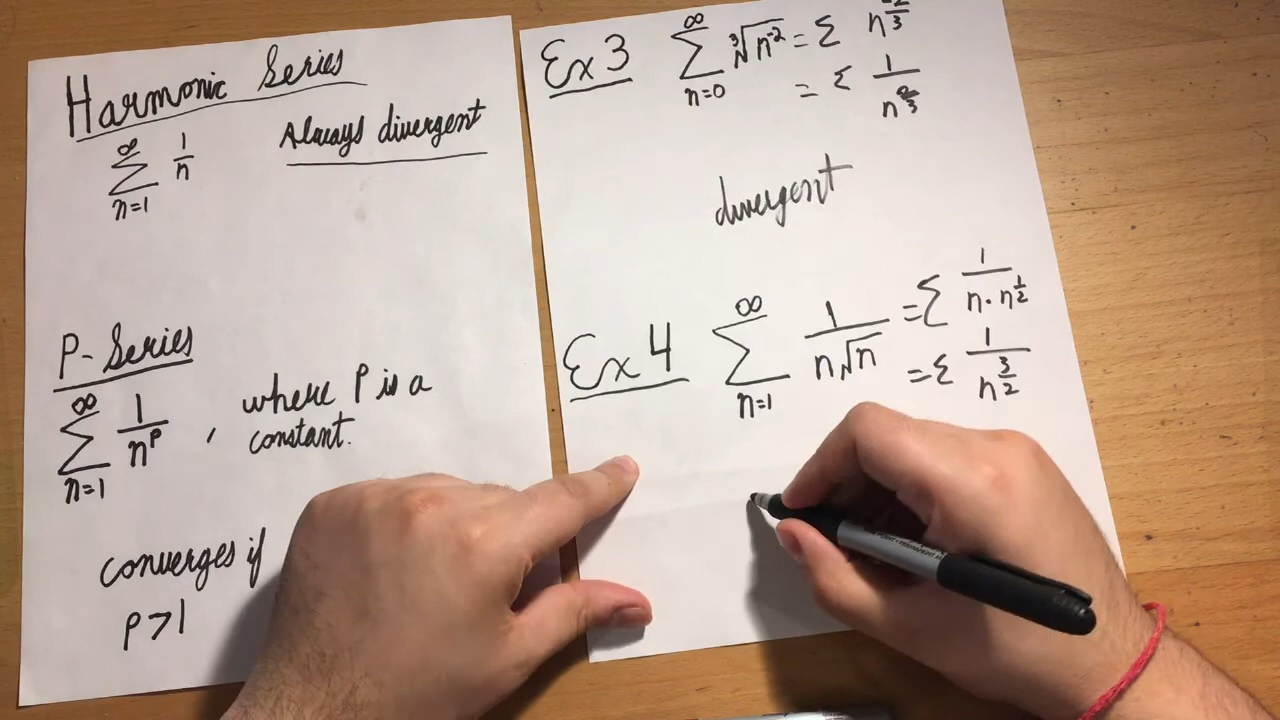 Harmonic Series
∞
Σ 1/n
n=1
Always divergent
P-Series
∞
Σ 1/n^p , where P is a
n=1
constant.
converges if
P>1
Ex 3
∞
Σ ∛n^-2 = Σ n^-2/3
n=0
= Σ 1/n^2/3
divergent
Ex 4
∞
Σ 1/n√n = Σ 1/n·n^1/2
n=1
= Σ 1/n^3/2